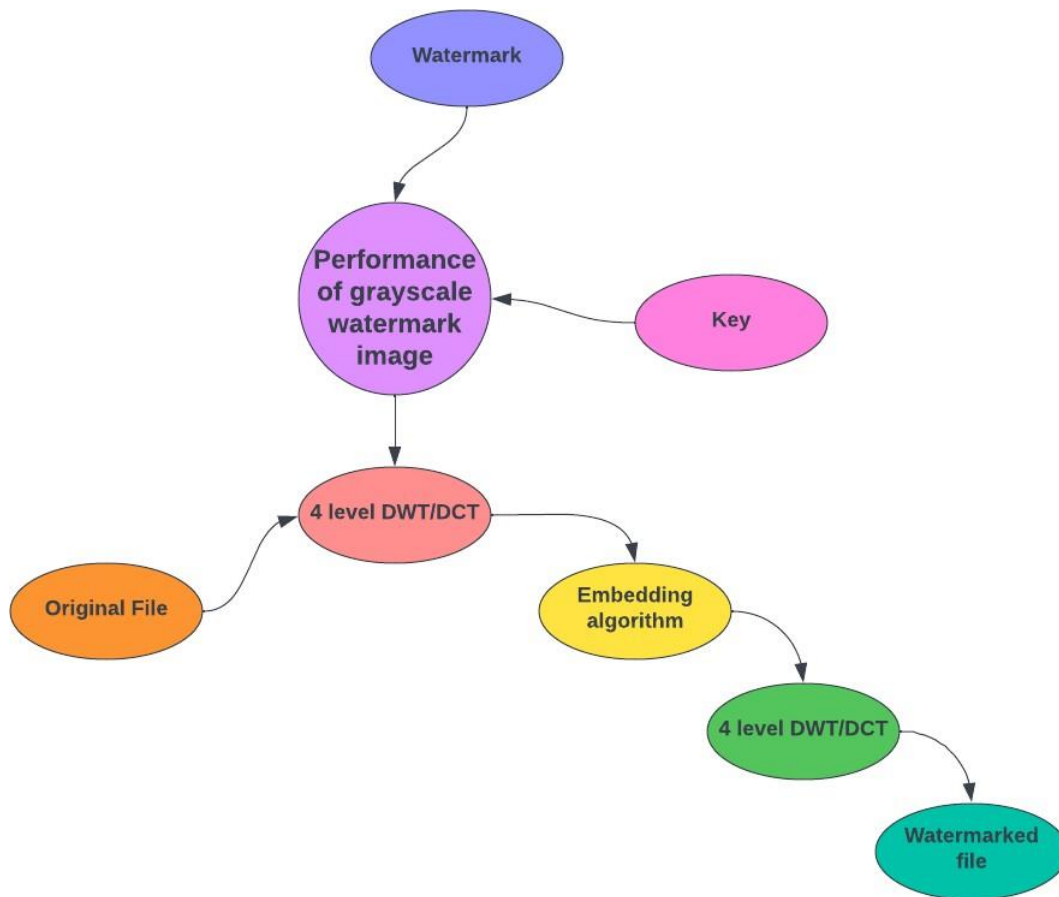 Watermark
Performance
of grayscale
watermark
image
Key
4 level DWT/DCT
Original File
Embedding
algorithm
4 level DWT/DCT
Watermarked
file